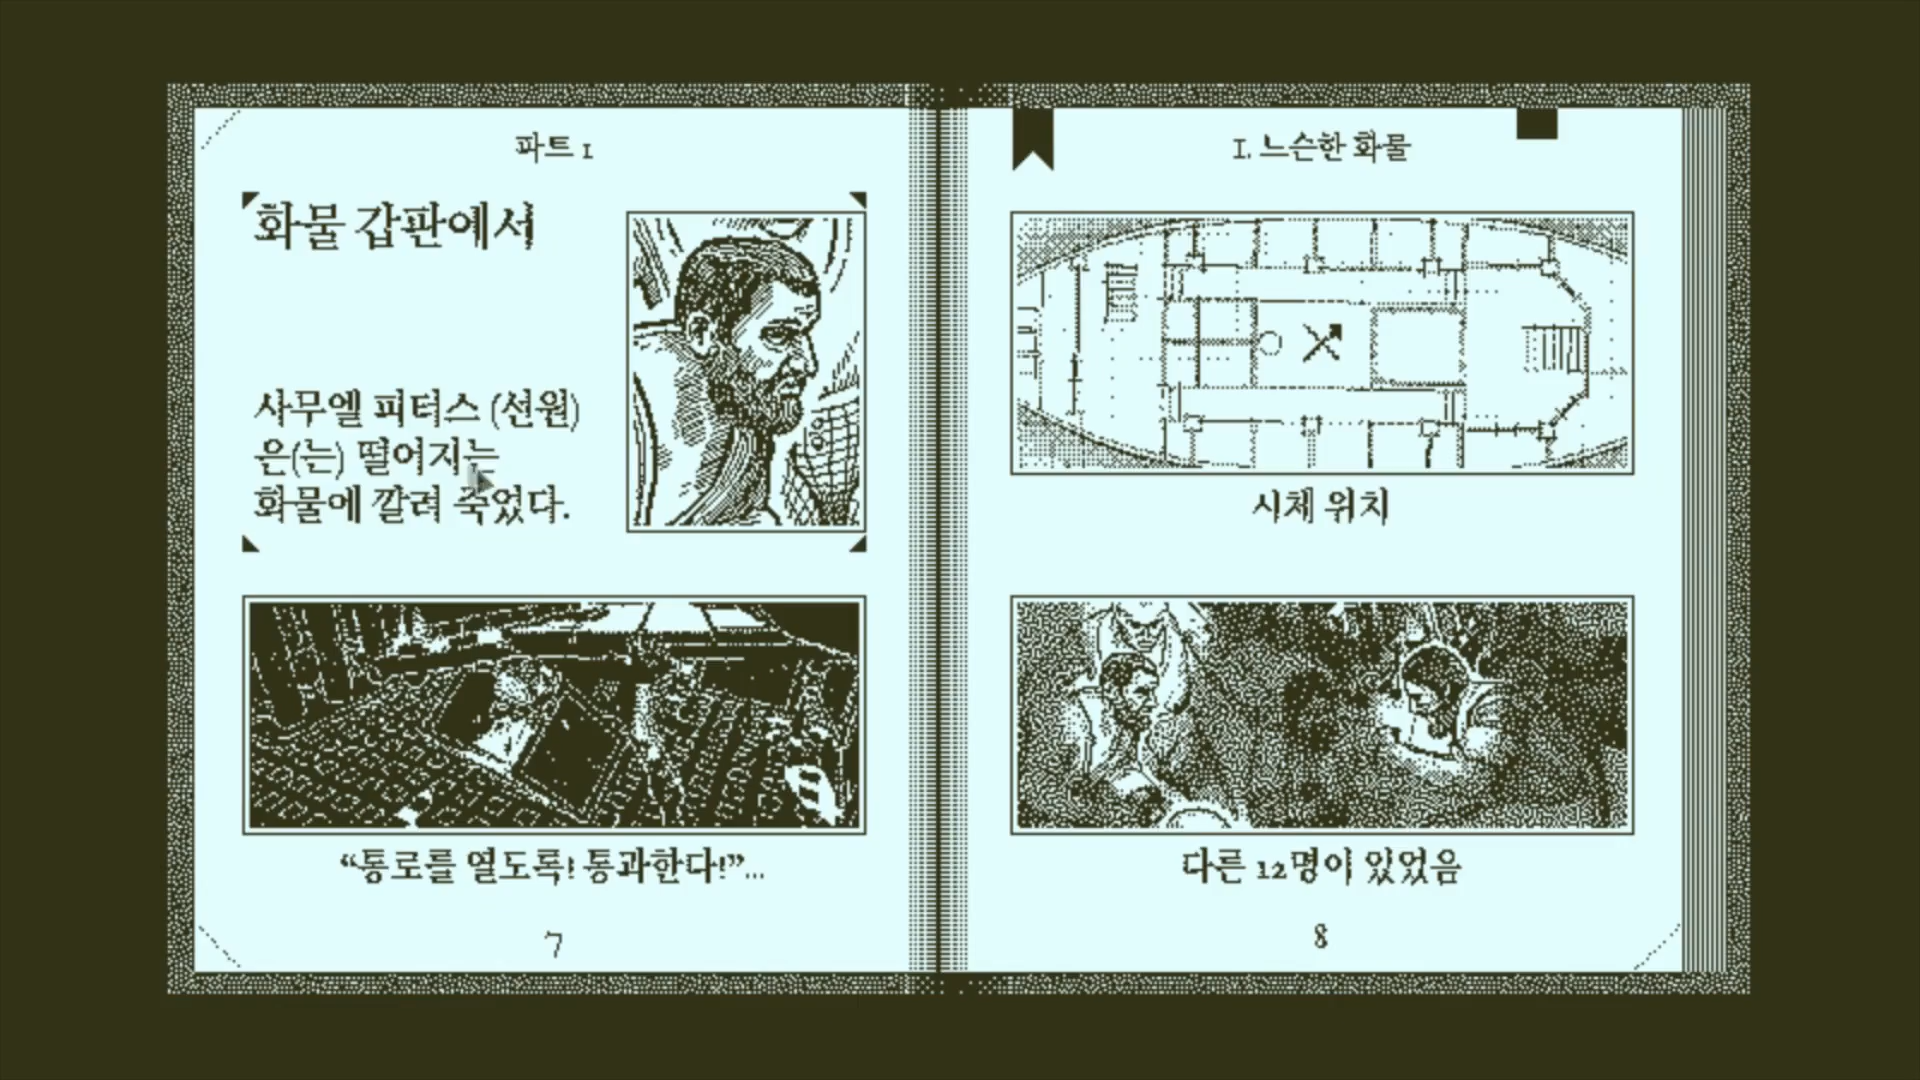 파트 1
화물 갑판에서
사무엘 피터스 (선원)
은(는) 떨어지는
화물에 깔려 죽었다.
“통로를 열도록! 통과한다!”...
7
I. 느슨한 화물
시체 위치
다른 12명이 있었음
8